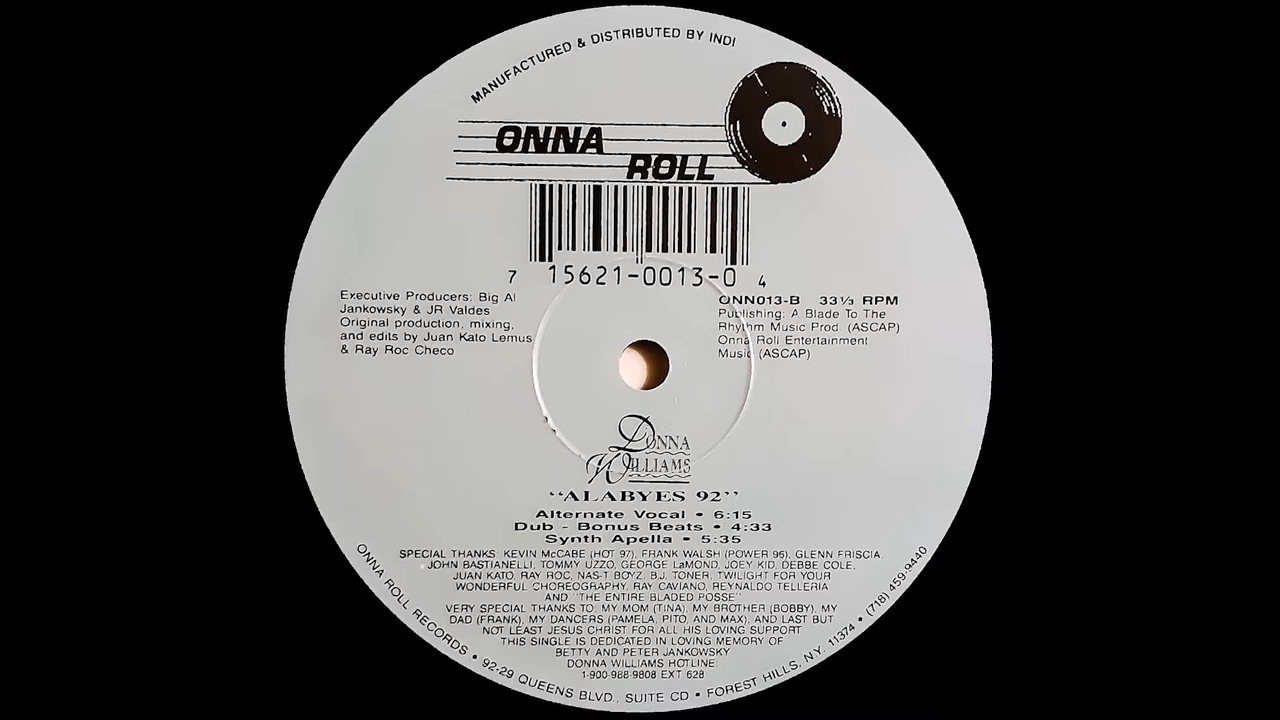 MANUFACTURED & DISTRIBUTED BY INDI
ONNA
ROLL
7 15621-0013-0 4
Executive Producers: Big Al
Jankowsky & JR Valdes
Original production, mixing,
and edits by Juan Kato Lemus
& Ray Roc Checo
ONN013-B 33⅓ RPM
Publishing: A Blade To The
Rhythm Music Prod. (ASCAP)
Onna Roll Entertainment
Music (ASCAP)
DONNA
WILLIAMS
“ALABYES 92”
Alternate Vocal • 6:15
Dub - Bonus Beats • 4:33
Synth Apella • 5:35
SPECIAL THANKS: KEVIN McCABE (HOT 97), FRANK WALSH (POWER 96), GLENN FRISCIA,
JOHN BASTIANELLI, TOMMY UZZO, GEORGE LaMOND, JOEY KID, DEBBE COLE,
JUAN KATO, RAY ROC, NAS-T BOYZ, B.J. TONER, TWILIGHT FOR YOUR
WONDERFUL CHOREOGRAPHY, RAY CAVIANO, REYNALDO TELLERIA
AND "THE ENTIRE BLADED POSSE"
VERY SPECIAL THANKS TO: MY MOM (TINA), MY BROTHER (BOBBY), MY
DAD (FRANK), MY DANCERS (PAMELA, PITO, AND MAX), AND LAST BUT
NOT LEAST JESUS CHRIST FOR ALL HIS LOVING SUPPORT
THIS SINGLE IS DEDICATED IN LOVING MEMORY OF
BETTY AND PETER JANKOWSKY
DONNA WILLIAMS HOTLINE:
1-900-988-9808 EXT 628
ONNA ROLL RECORDS • 92-29 QUEENS BLVD., SUITE CD • FOREST HILLS, N.Y. 11374 • (718) 459-9440